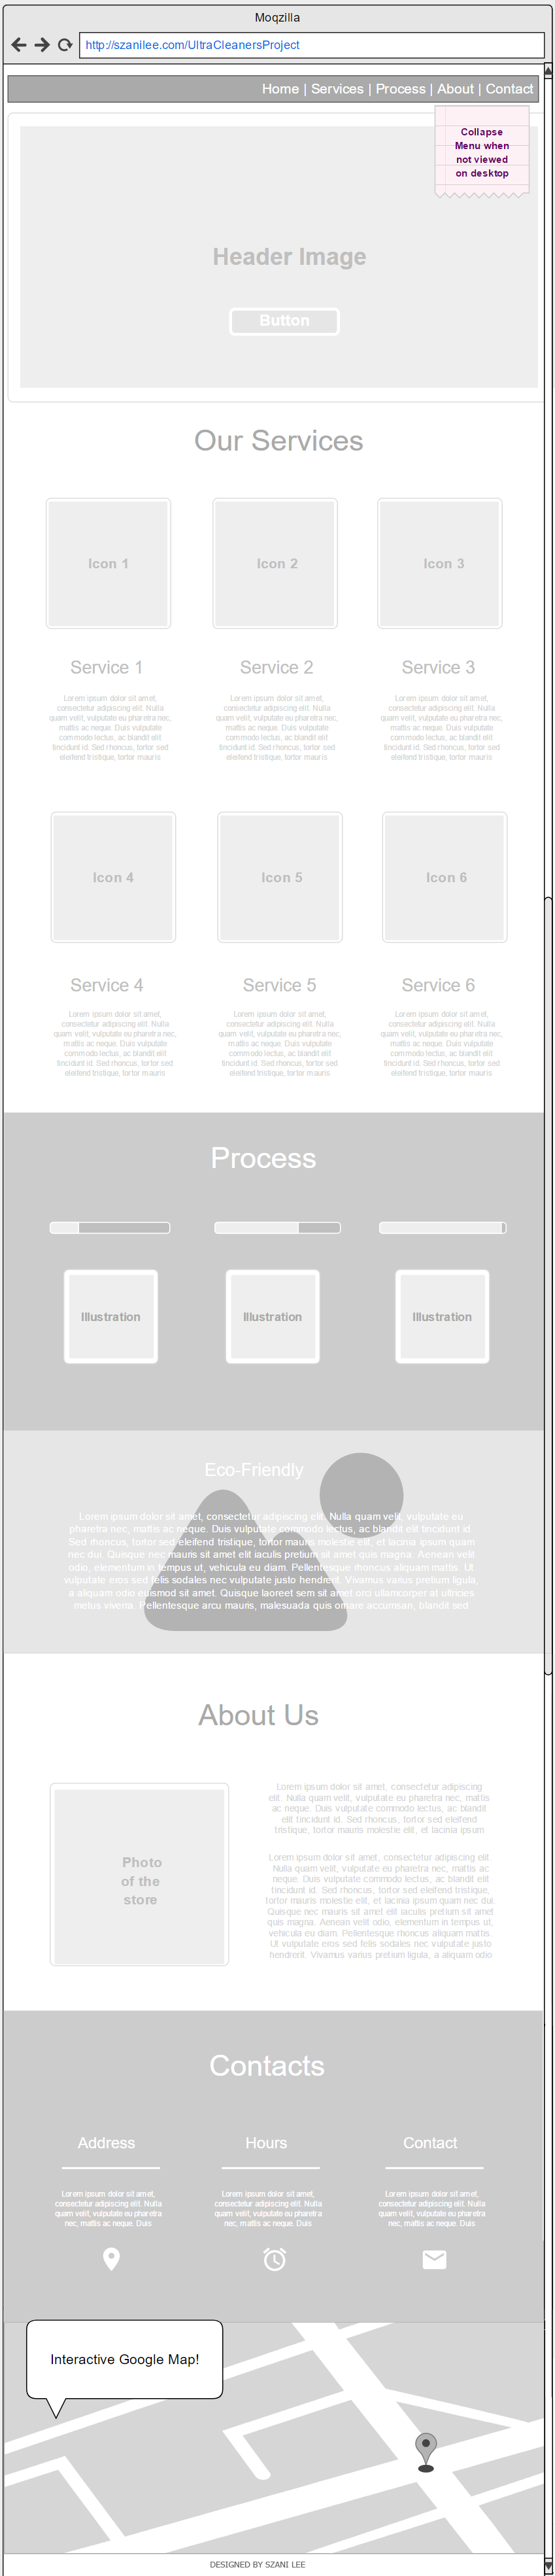 Moqzilla
http://szanilee.com/UltraCleanersProject
Home | Services | Process | About | Contact
Collapse
Menu when
not viewed
on desktop
Header Image
Button
Our Services
Icon 1
Icon 2
Icon 3
Service 1
Service 2
Service 3
Lorem ipsum dolor sit amet,
consectetur adipiscing elit. Nulla
quam velit, vulputate eu pharetra nec,
mattis ac neque. Duis vulputate
commodo lectus, ac blandit elit
tincidunt id. Sed rhoncus, tortor sed
eleifend tristique, tortor mauris
Lorem ipsum dolor sit amet,
consectetur adipiscing elit. Nulla
quam velit, vulputate eu pharetra nec,
mattis ac neque. Duis vulputate
commodo lectus, ac blandit elit
tincidunt id. Sed rhoncus, tortor sed
eleifend tristique, tortor mauris
Lorem ipsum dolor sit amet,
consectetur adipiscing elit. Nulla
quam velit, vulputate eu pharetra nec,
mattis ac neque. Duis vulputate
commodo lectus, ac blandit elit
tincidunt id. Sed rhoncus, tortor sed
eleifend tristique, tortor mauris
Icon 4
Icon 5
Icon 6
Service 4
Service 5
Service 6
Lorem ipsum dolor sit amet,
consectetur adipiscing elit. Nulla
quam velit, vulputate eu pharetra nec,
mattis ac neque. Duis vulputate
commodo lectus, ac blandit elit
tincidunt id. Sed rhoncus, tortor sed
eleifend tristique, tortor mauris
Lorem ipsum dolor sit amet,
consectetur adipiscing elit. Nulla
quam velit, vulputate eu pharetra nec,
mattis ac neque. Duis vulputate
commodo lectus, ac blandit elit
tincidunt id. Sed rhoncus, tortor sed
eleifend tristique, tortor mauris
Lorem ipsum dolor sit amet,
consectetur adipiscing elit. Nulla
quam velit, vulputate eu pharetra nec,
mattis ac neque. Duis vulputate
commodo lectus, ac blandit elit
tincidunt id. Sed rhoncus, tortor sed
eleifend tristique, tortor mauris
Process
Illustration
Illustration
Illustration
Eco-Friendly
Lorem ipsum dolor sit amet, consectetur adipiscing elit. Nulla quam velit, vulputate eu
pharetra nec, mattis ac neque. Duis vulputate commodo lectus, ac blandit elit tincidunt id.
Sed rhoncus, tortor sed eleifend tristique, tortor mauris molestie elit, et lacinia ipsum quam
nec dui. Quisque nec mauris sit amet elit iaculis pretium sit amet quis magna. Aenean velit
odio, elementum in tempus ut, vehicula eu diam. Pellentesque rhoncus aliquam mattis. Ut
vulputate eros sed felis sodales nec vulputate justo hendrerit. Vivamus varius pretium ligula,
a aliquam odio euismod sit amet. Quisque laoreet sem sit amet orci ullamcorper at ultricies
metus viverra. Pellentesque arcu mauris, malesuada quis ornare accumsan, blandit sed
About Us
Photo
of the
store
Lorem ipsum dolor sit amet, consectetur adipiscing
elit. Nulla quam velit, vulputate eu pharetra nec, mattis
ac neque. Duis vulputate commodo lectus, ac blandit
elit tincidunt id. Sed rhoncus, tortor sed eleifend
tristique, tortor mauris molestie elit, et lacinia ipsum
Lorem ipsum dolor sit amet, consectetur adipiscing elit.
Nulla quam velit, vulputate eu pharetra nec, mattis ac
neque. Duis vulputate commodo lectus, ac blandit elit
tincidunt id. Sed rhoncus, tortor sed eleifend tristique,
tortor mauris molestie elit, et lacinia ipsum quam nec dui.
Quisque nec mauris sit amet elit iaculis pretium sit amet
quis magna. Aenean velit odio, elementum in tempus ut,
vehicula eu diam. Pellentesque rhoncus aliquam mattis.
Ut vulputate eros sed felis sodales nec vulputate justo
hendrerit. Vivamus varius pretium ligula, a aliquam odio
Contacts
Address
Hours
Contact
Lorem ipsum dolor sit amet,
consectetur adipiscing elit. Nulla
quam velit, vulputate eu pharetra
nec, mattis ac neque. Duis
Lorem ipsum dolor sit amet,
consectetur adipiscing elit. Nulla
quam velit, vulputate eu pharetra
nec, mattis ac neque. Duis
Lorem ipsum dolor sit amet,
consectetur adipiscing elit. Nulla
quam velit, vulputate eu pharetra
nec, mattis ac neque. Duis
Interactive Google Map!
DESIGNED BY SZANI LEE